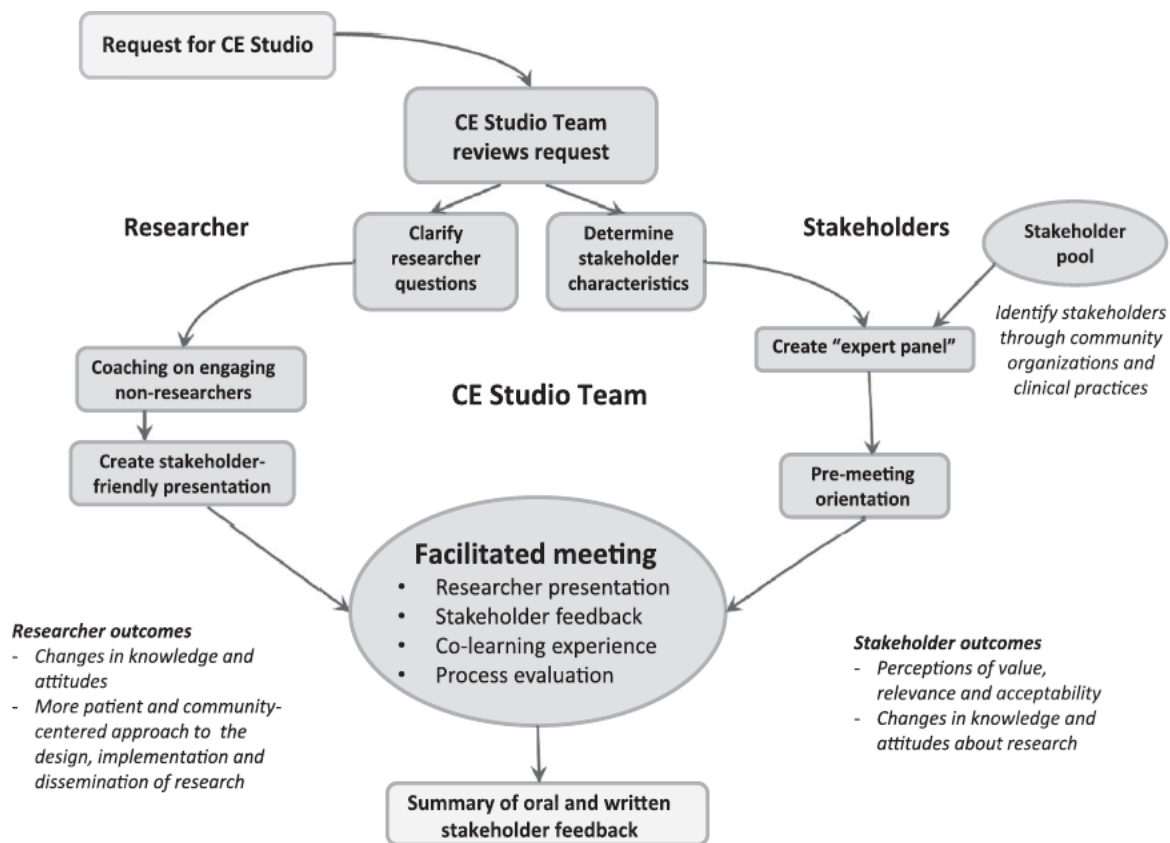 Request for CE Studio
CE Studio Team
reviews request
Researcher
Clarify
researcher
questions
Determine
stakeholder
characteristics
Stakeholders
Stakeholder
pool
Identify stakeholders
through community
organizations and
clinical practices
Create “expert panel”
Coaching on engaging
non-researchers
CE Studio Team
Create stakeholder-
friendly presentation
Pre-meeting
orientation
Facilitated meeting
• Researcher presentation
• Stakeholder feedback
• Co-learning experience
• Process evaluation
Researcher outcomes
- Changes in knowledge and
attitudes
- More patient and community-
centered approach to the
design, implementation and
dissemination of research
Stakeholder outcomes
- Perceptions of value,
relevance and acceptability
- Changes in knowledge and
attitudes about research
Summary of oral and written
stakeholder feedback